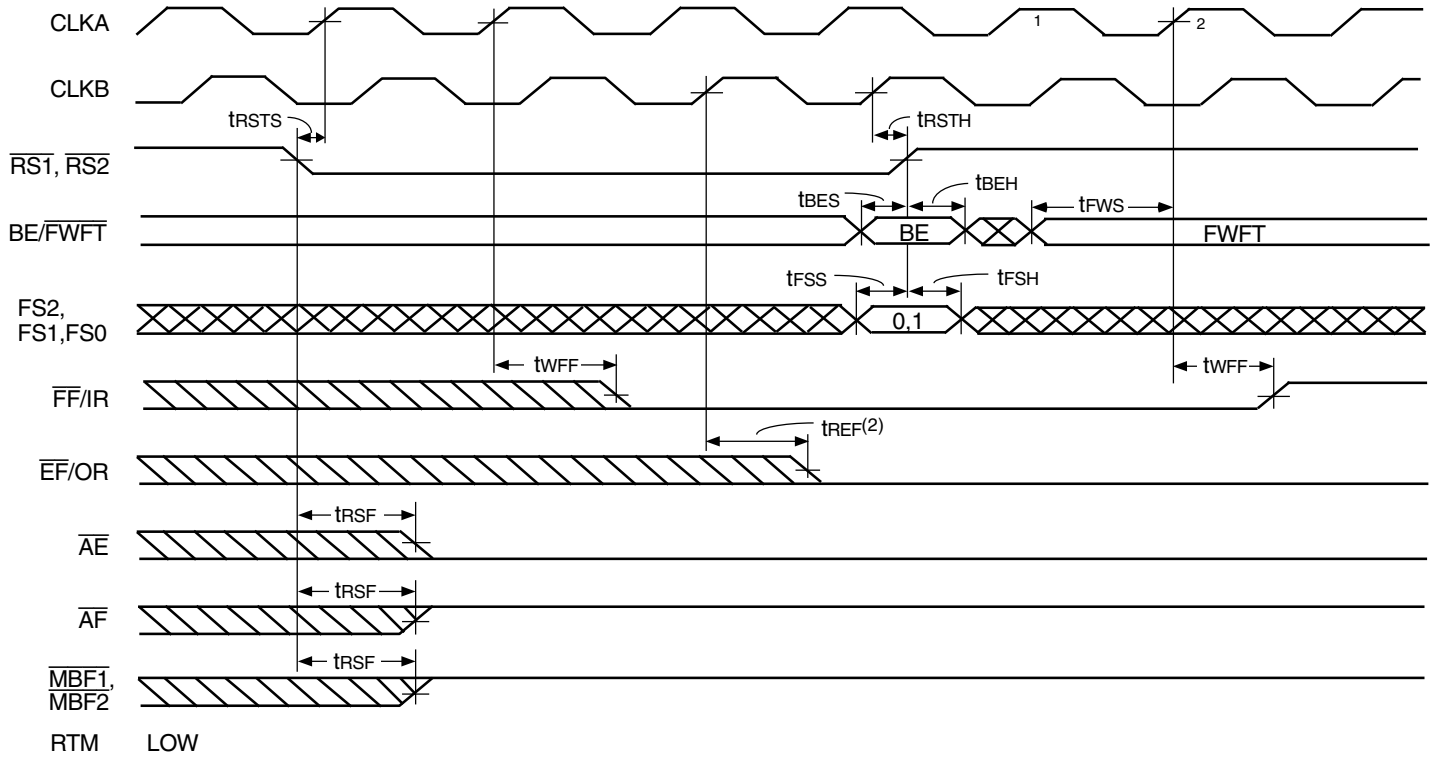 CLKA
1
2
CLKB
tRSTS
tRSTH
RS1, RS2
tBES
tBEH
tFWS
BE/FWFT
BE
FWFT
tFSS
tFSH
FS2,
FS1,FS0
0,1
tWFF
tWFF
FF/IR
tREF(2)
EF/OR
tRSF
AE
tRSF
AF
tRSF
MBF1,
MBF2
RTM LOW